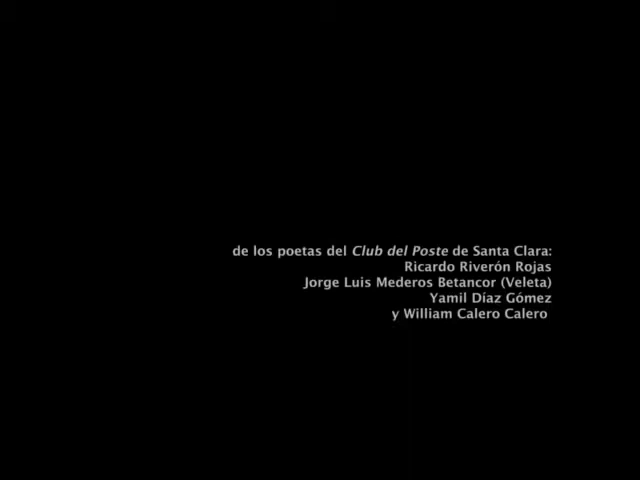 de los poetas del Club del Poste de Santa Clara:
Ricardo Riverón Rojas
Jorge Luis Mederos Betancor (Veleta)
Yamil Díaz Gómez
y William Calero Calero